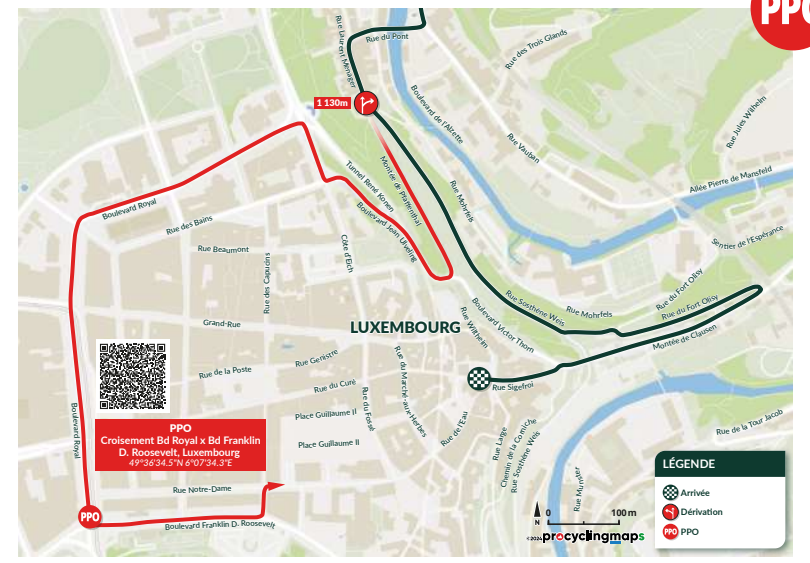 PPO
Rue du Pont
Rue Laurent Menager
Rue des Trois Glands
1 130m
Boulevard de l'Alzette
Rue Vauban
Rue Jules Wilhelm
Allée Pierre de Mansfeld
Montée de Pfaffenthal
Tunnel René Konen
Rue Mohrfels
Boulevard Royal
Rue des Bains
Boulevard Jean Ulveling
Sentier de l'Espérance
Rue Beaumont
Côte d'Eich
Rue des Capucins
Rue du Fort Olisy
Rue Sosthène Weis
Rue Mohrfels
Rue du Fort Olisy
Grand-Rue
LUXEMBOURG
Rue Wiltheim
Boulevard Victor Thorn
Montée de Clausen
Rue Genistre
Rue de la Poste
Rue du Curé
Rue du Marché-aux-Herbes
Rue Sigefroi
Boulevard Royal
Place Guillaume II
Rue du Fossé
Rue de l'Eau
Rue Large
Chemin de la Corniche
Rue Sosthène Weis
Rue de la Tour Jacob
PPO
Croisement Bd Royal x Bd Franklin
D. Roosevelt, Luxembourg
49°36'34.5"N 6°07'34.3"E
Place Guillaume II
Rue Notre-Dame
Rue Munster
PPO
Boulevard Franklin D. Roosevelt
N
0 100 m
©2024 procyclingmaps
LÉGENDE
Arrivée
Dérivation
PPO PPO